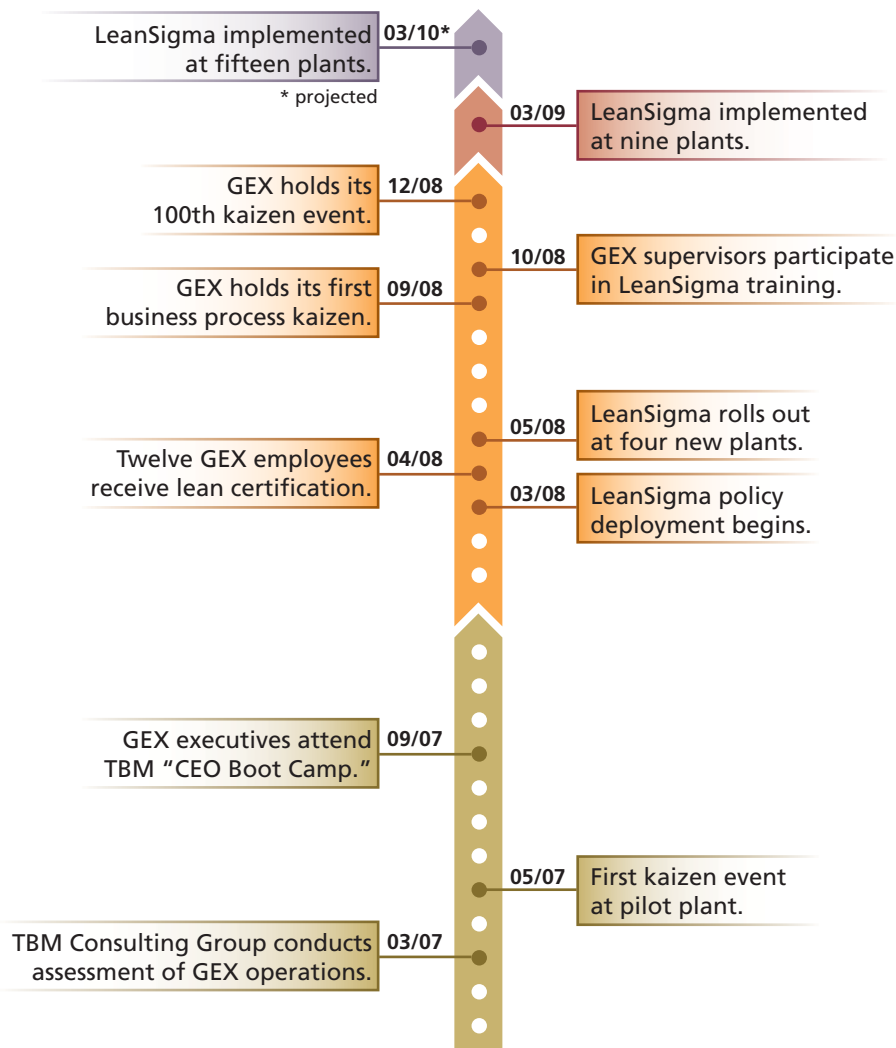 LeanSigma implemented
at fifteen plants.
03/10*
* projected
03/09
LeanSigma implemented
at nine plants.
GEX holds its
100th kaizen event.
12/08
10/08
GEX supervisors participate
in LeanSigma training.
GEX holds its first
business process kaizen.
09/08
05/08
LeanSigma rolls out
at four new plants.
Twelve GEX employees
receive lean certification.
04/08
03/08
LeanSigma policy
deployment begins.
GEX executives attend
TBM “CEO Boot Camp.”
09/07
05/07
First kaizen event
at pilot plant.
TBM Consulting Group conducts
assessment of GEX operations.
03/07